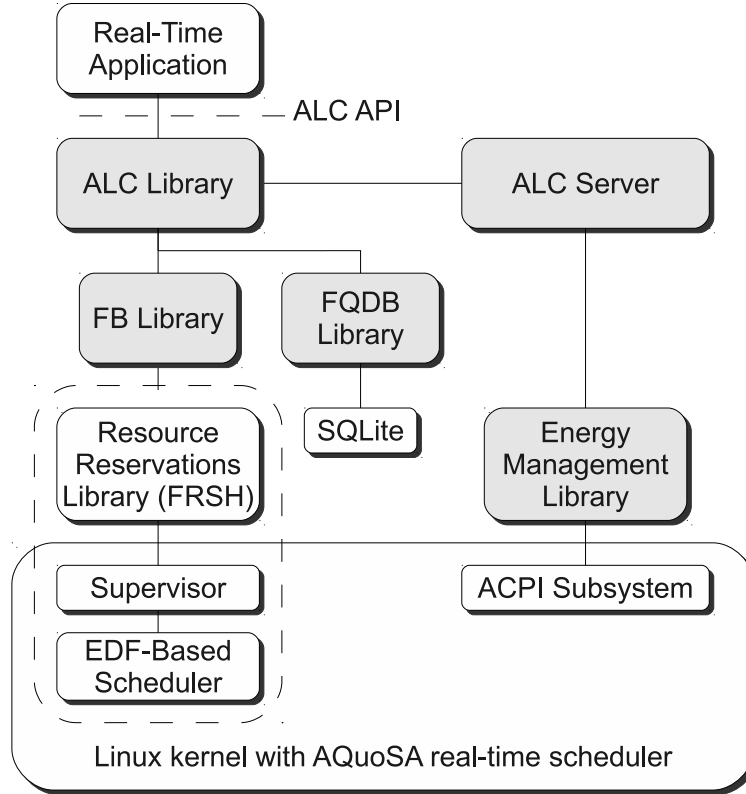 Real-Time
Application
ALC API
ALC Library
ALC Server
FB Library
FQDB
Library
Resource
Reservations
Library (FRSH)
SQLite
Energy
Management
Library
Supervisor
ACPI Subsystem
EDF-Based
Scheduler
Linux kernel with AQuoSA real-time scheduler